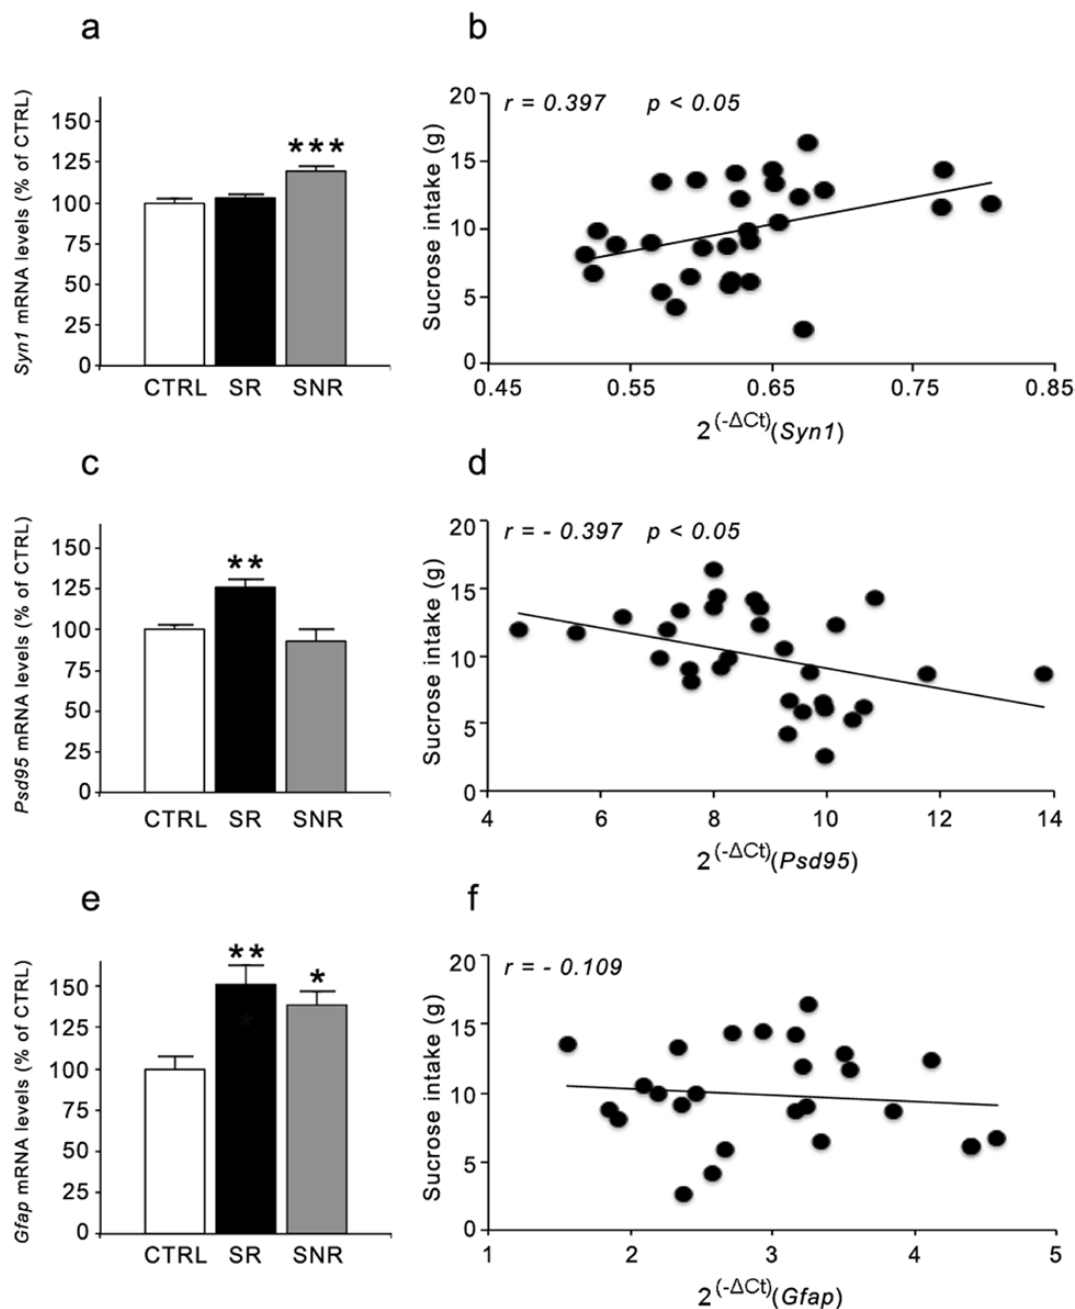 a
Syn1 mRNA levels (% of CTRL)
150
125
100
75
50
25
0
***
CTRL SR SNR
b
Sucrose intake (g)
20
15
10
5
0
r = 0.397 p < 0.05
0.45 0.55 0.65 0.75 0.85
2(-ΔCt)(Syn1)
c
Psd95 mRNA levels (% of CTRL)
150
125
100
75
50
25
0
**
CTRL SR SNR
d
Sucrose intake (g)
20
15
10
5
0
r = - 0.397 p < 0.05
4 6 8 10 12 14
2(-ΔCt)(Psd95)
e
Gfap mRNA levels (% of CTRL)
150
125
100
75
50
25
0
**
*
*
CTRL SR SNR
f
Sucrose intake (g)
20
15
10
5
0
r = - 0.109
1 2 3 4 5
2(-ΔCt)(Gfap)